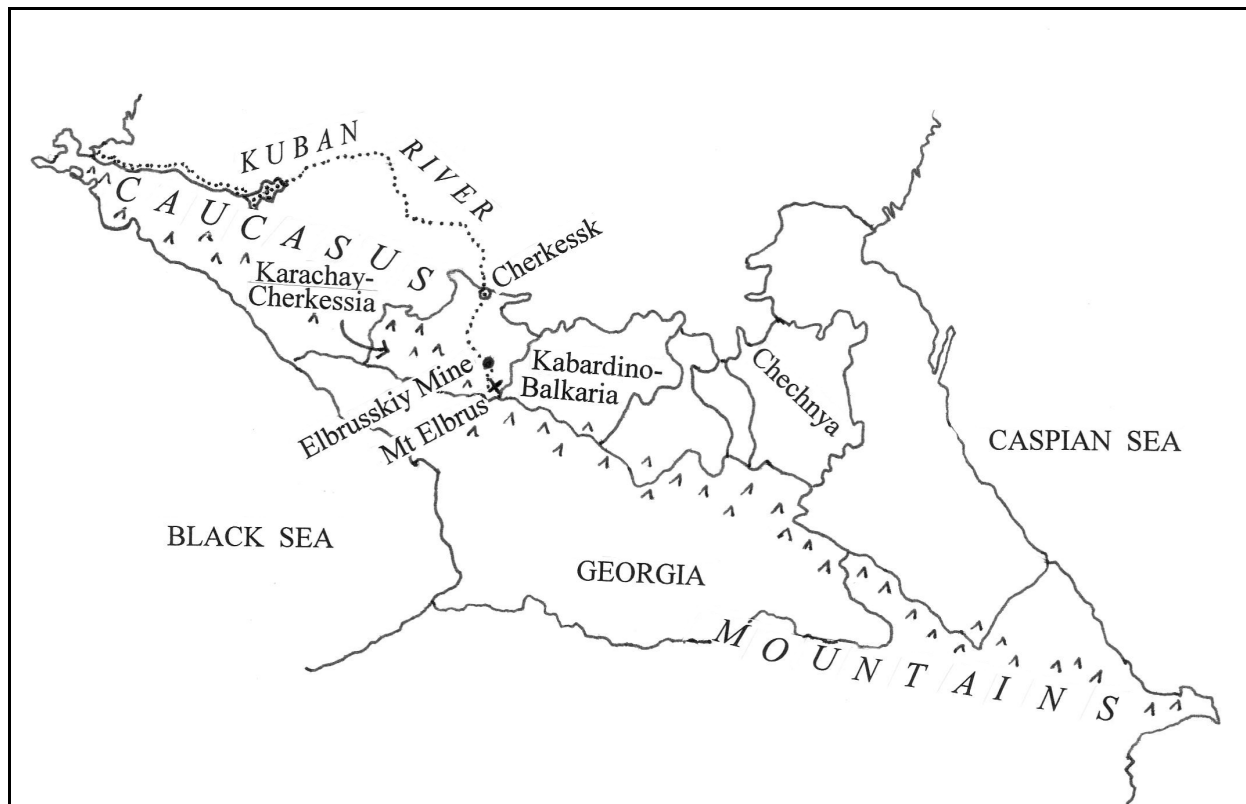 KUBAN RIVER
CAUCASUS
Cherkessk
Karachay-
Cherkessia
Elbrusskiy Mine
Mt Elbrus
Kabardino-
Balkaria
Chechnya
CASPIAN SEA
BLACK SEA
GEORGIA
MOUNTAINS